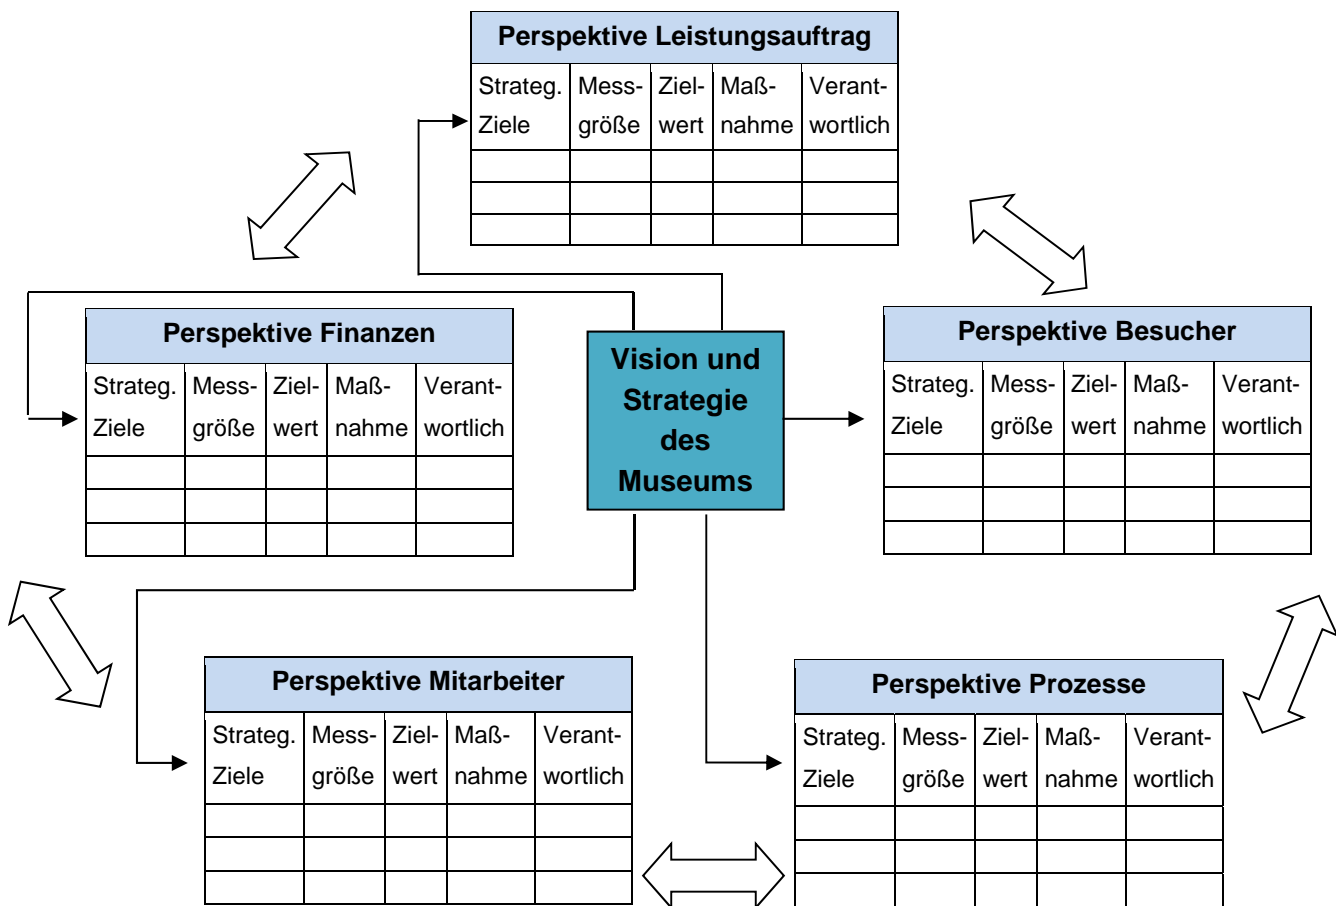 Perspektive Leistungsauftrag
Strateg. Mess- Ziel- Maß- Verant-
Ziele größe wert nahme wortlich
Perspektive Finanzen
Strateg. Mess- Ziel- Maß- Verant-
Ziele größe wert nahme wortlich
Vision und
Strategie
des
Museums
Perspektive Besucher
Strateg. Mess- Ziel- Maß- Verant-
Ziele größe wert nahme wortlich
Perspektive Mitarbeiter
Strateg. Mess- Ziel- Maß- Verant-
Ziele größe wert nahme wortlich
Perspektive Prozesse
Strateg. Mess- Ziel- Maß- Verant-
Ziele größe wert nahme wortlich